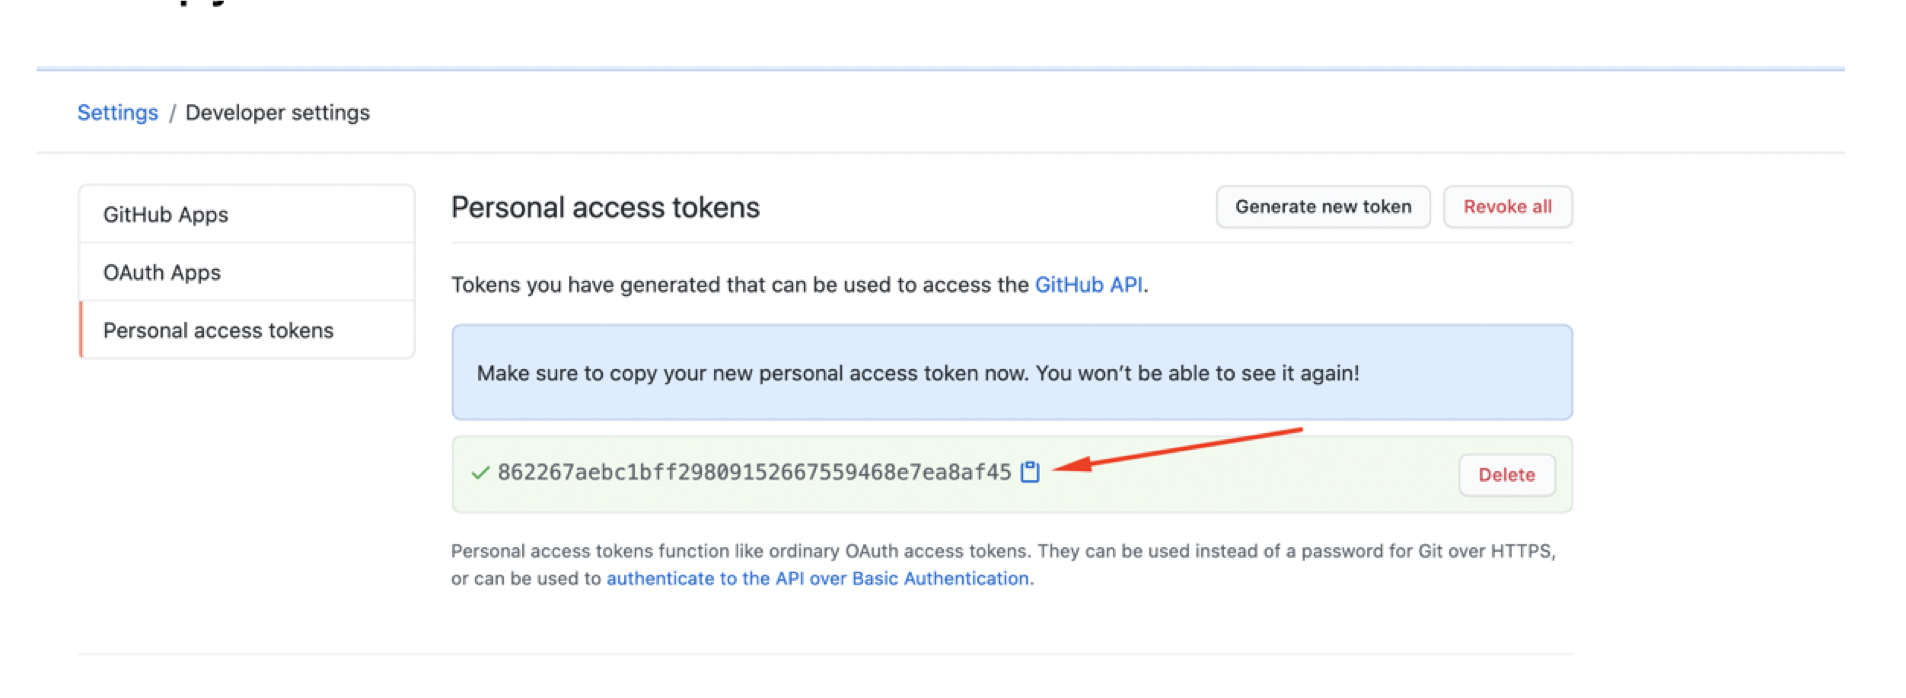 Settings / Developer settings
GitHub Apps
OAuth Apps
Personal access tokens
Personal access tokens
Generate new token
Revoke all
Tokens you have generated that can be used to access the GitHub API.
Make sure to copy your new personal access token now. You won’t be able to see it again!
862267aebc1bff29809152667559468e7ea8af45
Delete
Personal access tokens function like ordinary OAuth access tokens. They can be used instead of a password for Git over HTTPS,
or can be used to authenticate to the API over Basic Authentication.